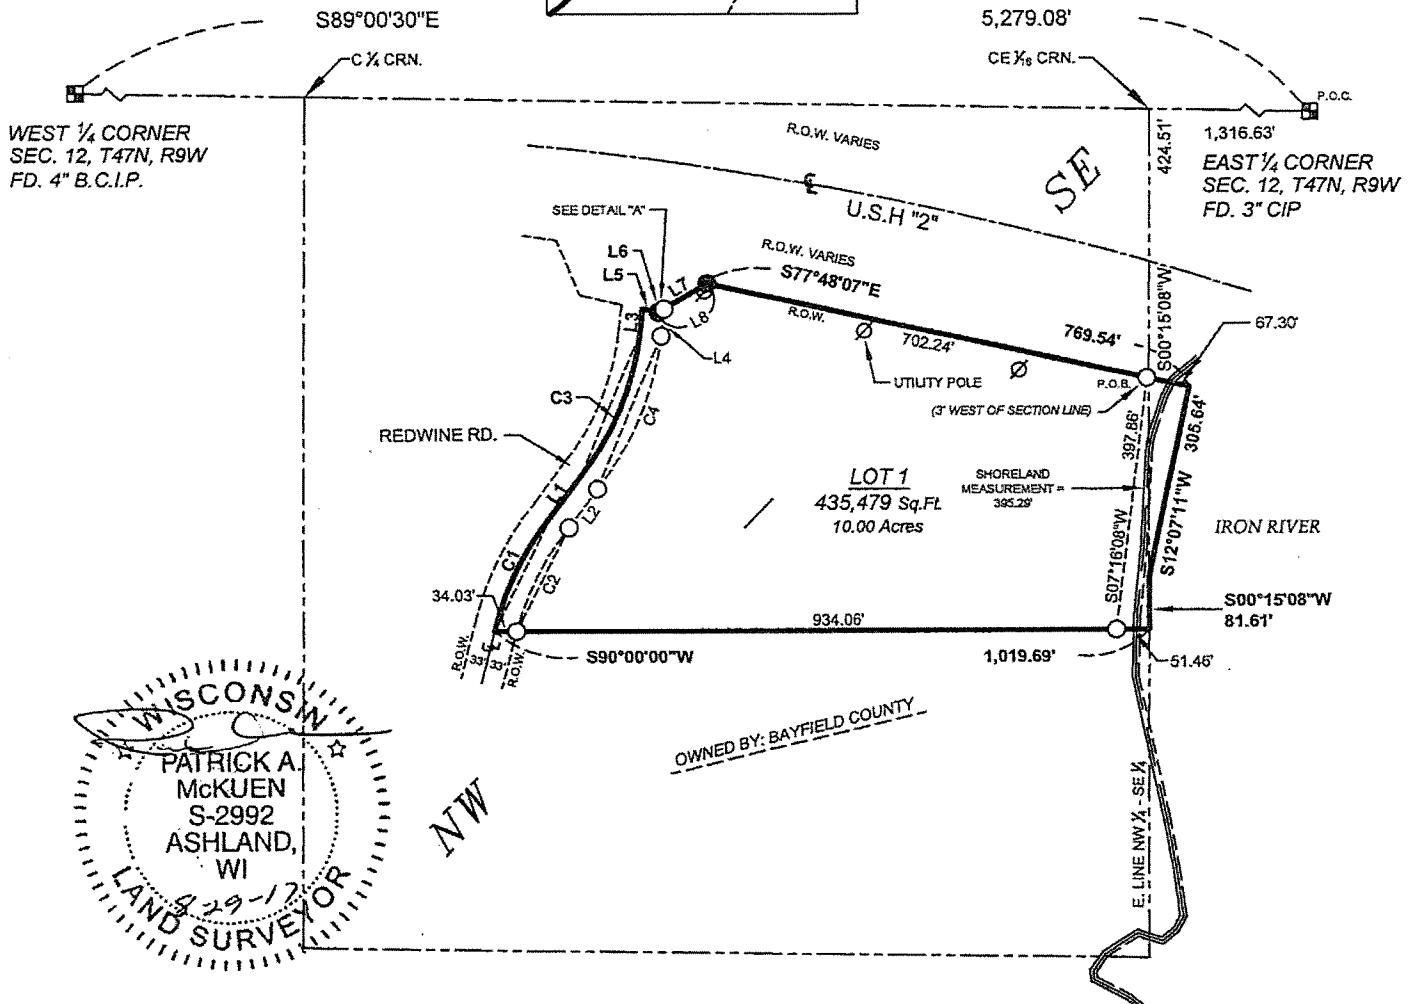 S89°00'30"E
5,279.08'
C ¼ CRN.
CE 1/16 CRN.
P.O.C.
WEST ¼ CORNER
SEC. 12, T47N, R9W
FD. 4" B.C.I.P.
1,316.63'
EAST ¼ CORNER
SEC. 12, T47N, R9W
FD. 3" CIP
424.51'
R.O.W. VARIES
SE
U.S.H "2"
SEE DETAIL "A"
R.O.W. VARIES
L6
L5
L7
S77°48'07"E
L8
L3
L4
R.O.W.
702.24'
769.54'
S00°15'08"W
67.30'
UTILITY POLE
P.O.B.
(3' WEST OF SECTION LINE)
C3
C4
REDWINE RD.
397.86'
305.64'
LOT 1
435,479 Sq.Ft.
10.00 Acres
SHORELAND
MEASUREMENT =
395.29'
L1
L2
S12°07'11"W
IRON RIVER
C1
C2
S07°16'08"W
34.03'
934.06'
S00°15'08"W
81.61'
R.O.W.
33'
33'
R.O.W.
S90°00'00"W
1,019.69'
51.46'
OWNED BY: BAYFIELD COUNTY
WISCONSIN
PATRICK A.
McKUEN
S-2992
ASHLAND,
WI
8-29-17
LAND SURVEYOR
NW
E. LINE NW ¼ - SE ¼